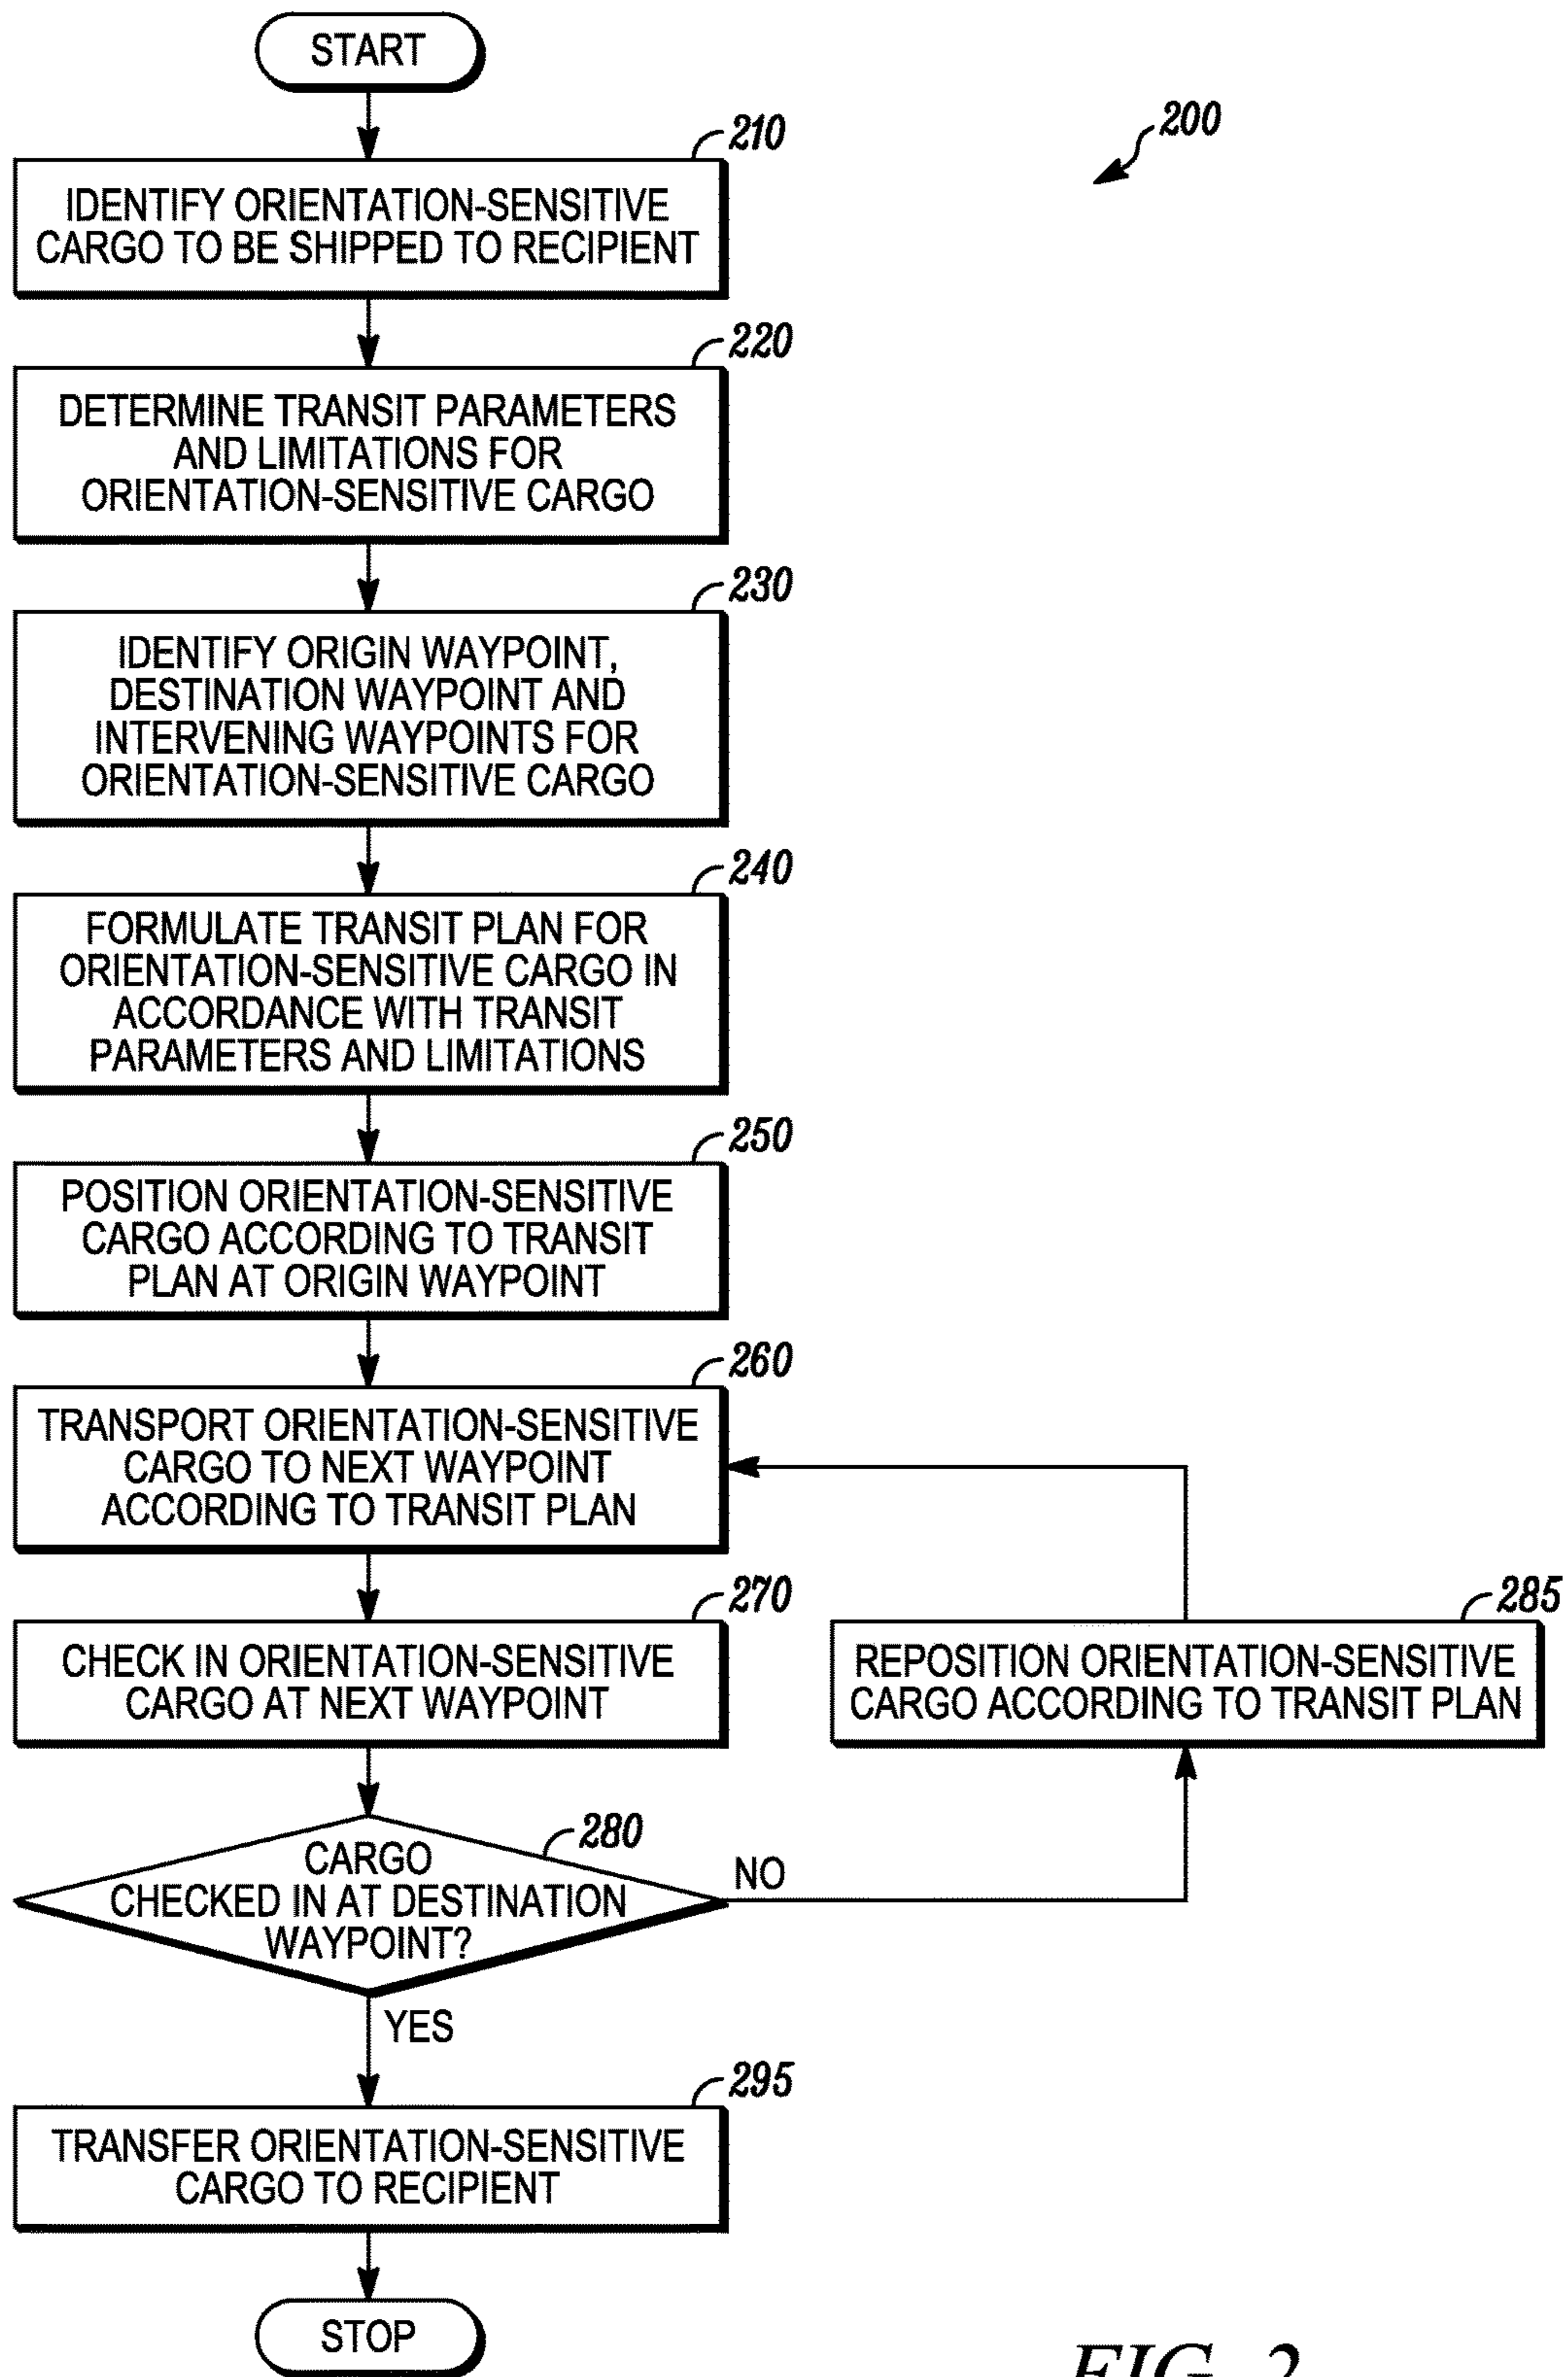 START
200
210
IDENTIFY ORIENTATION-SENSITIVE
CARGO TO BE SHIPPED TO RECIPIENT
220
DETERMINE TRANSIT PARAMETERS
AND LIMITATIONS FOR
ORIENTATION-SENSITIVE CARGO
230
IDENTIFY ORIGIN WAYPOINT,
DESTINATION WAYPOINT AND
INTERVENING WAYPOINTS FOR
ORIENTATION-SENSITIVE CARGO
240
FORMULATE TRANSIT PLAN FOR
ORIENTATION-SENSITIVE CARGO IN
ACCORDANCE WITH TRANSIT
PARAMETERS AND LIMITATIONS
250
POSITION ORIENTATION-SENSITIVE
CARGO ACCORDING TO TRANSIT
PLAN AT ORIGIN WAYPOINT
260
TRANSPORT ORIENTATION-SENSITIVE
CARGO TO NEXT WAYPOINT
ACCORDING TO TRANSIT PLAN
270
CHECK IN ORIENTATION-SENSITIVE
CARGO AT NEXT WAYPOINT
285
REPOSITION ORIENTATION-SENSITIVE
CARGO ACCORDING TO TRANSIT PLAN
280
CARGO
CHECKED IN AT DESTINATION
WAYPOINT?
NO
YES
295
TRANSFER ORIENTATION-SENSITIVE
CARGO TO RECIPIENT
STOP
FIG. 2